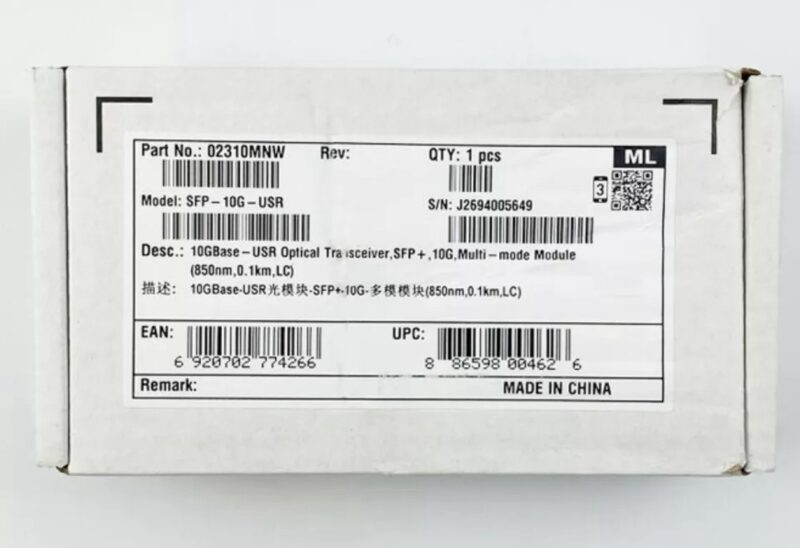 Part No.: 02310MNW Rev: QTY: 1 pcs ML
Model: SFP-10G-USR S/N: J2694005649
3
Desc.: 10GBase-USR Optical Transceiver,SFP+,10G,Multi-mode Module
(850nm,0.1km,LC)
描述: 10GBase-USR光模块-SFP+-10G-多模模块(850nm,0.1km,LC)
EAN: UPC:
6 920702 774266 8 86598 00462 6
Remark: MADE IN CHINA